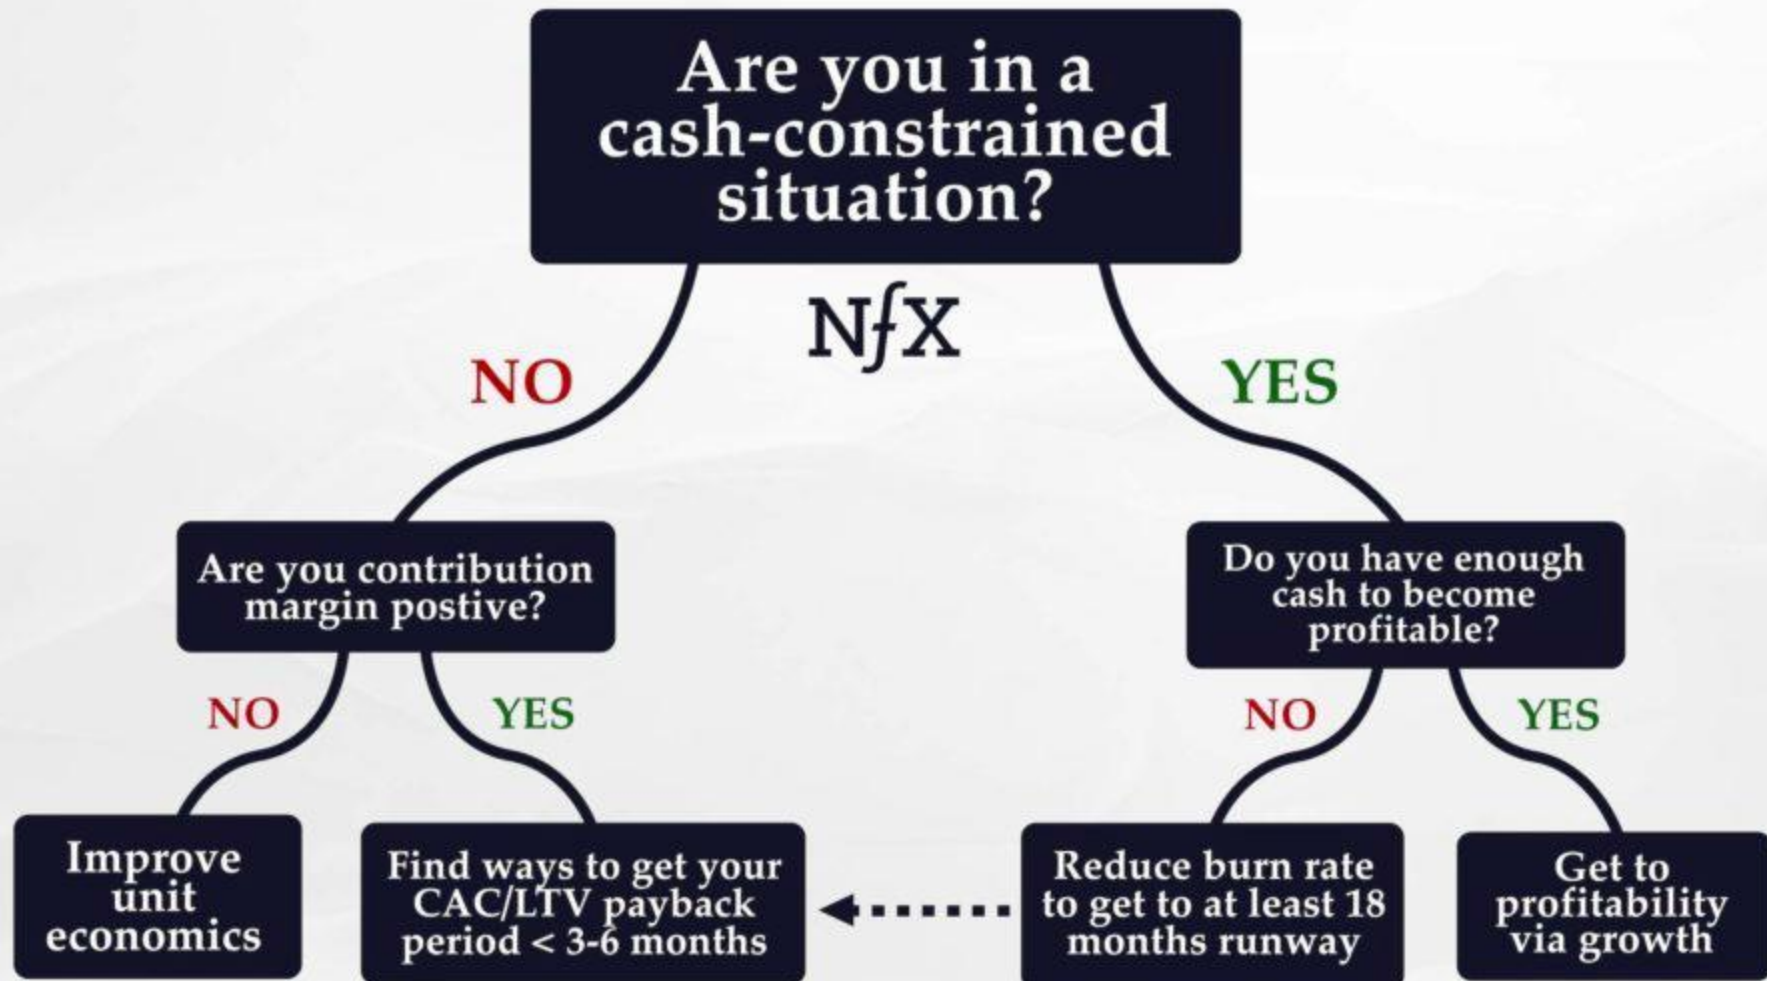 Are you in a
cash-constrained
situation?
NfX
NO
YES
Are you contribution
margin postive?
Do you have enough
cash to become
profitable?
NO
YES
NO
YES
Improve
unit
economics
Find ways to get your
CAC/LTV payback
period < 3-6 months
Reduce burn rate
to get to at least 18
months runway
Get to
profitability
via growth